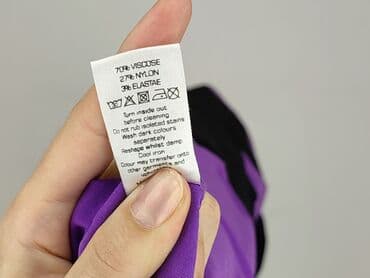 70% VISCOSE
27% NYLON
3% ELASTAE
Turn inside out
before cleaning
Do not rub isolated stains
Wash dark colours
separately
Reshape whilst damp
Cool iron
Colour may transfer onto
other garments and